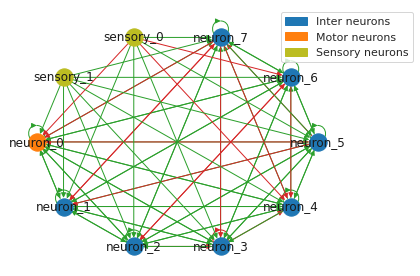 Inter neurons
Motor neurons
Sensory neurons
sensory_0
neuron_7
sensory_1
neuron_6
neuron_0
neuron_5
neuron_1
neuron_4
neuron_2
neuron_3